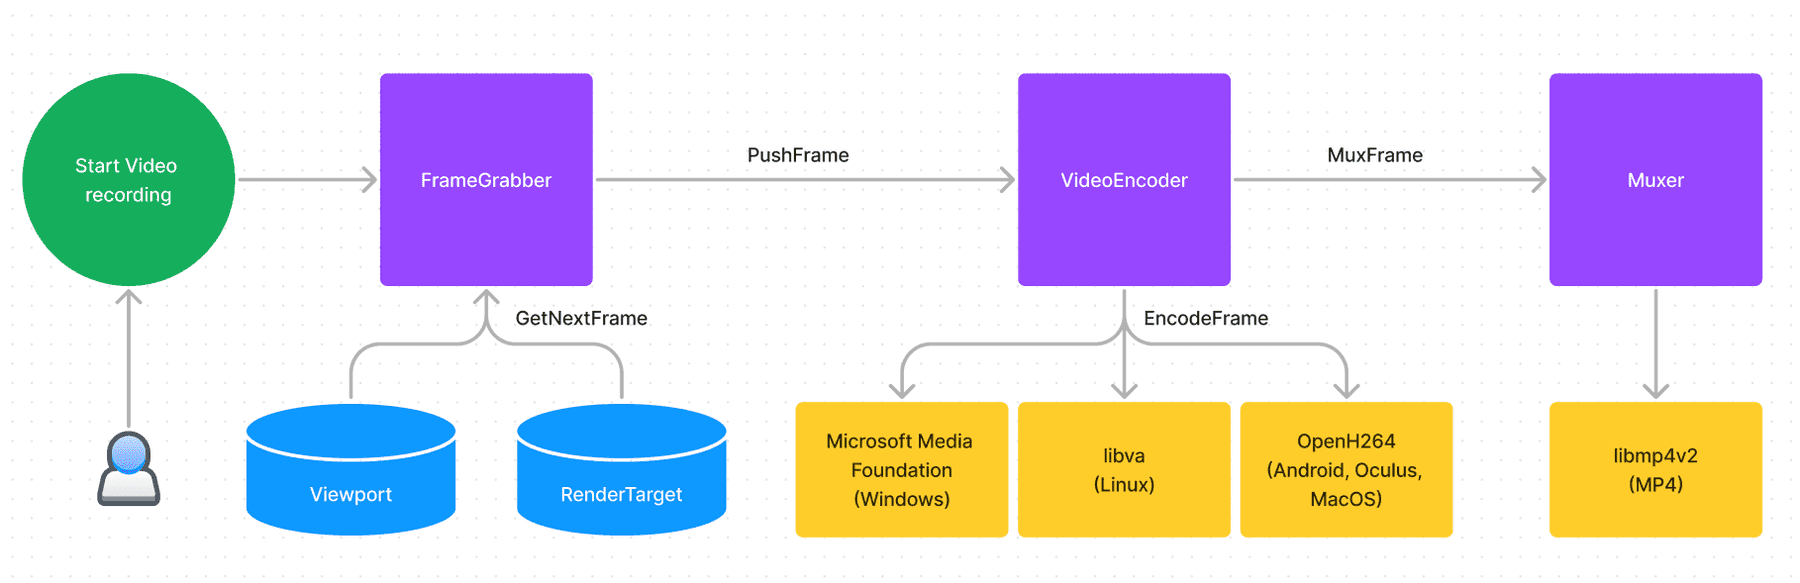 Start Video
recording
FrameGrabber
PushFrame
VideoEncoder
MuxFrame
Muxer
GetNextFrame
EncodeFrame
Viewport
RenderTarget
Microsoft Media
Foundation
(Windows)
libva
(Linux)
OpenH264
(Android, Oculus,
MacOS)
libmp4v2
(MP4)